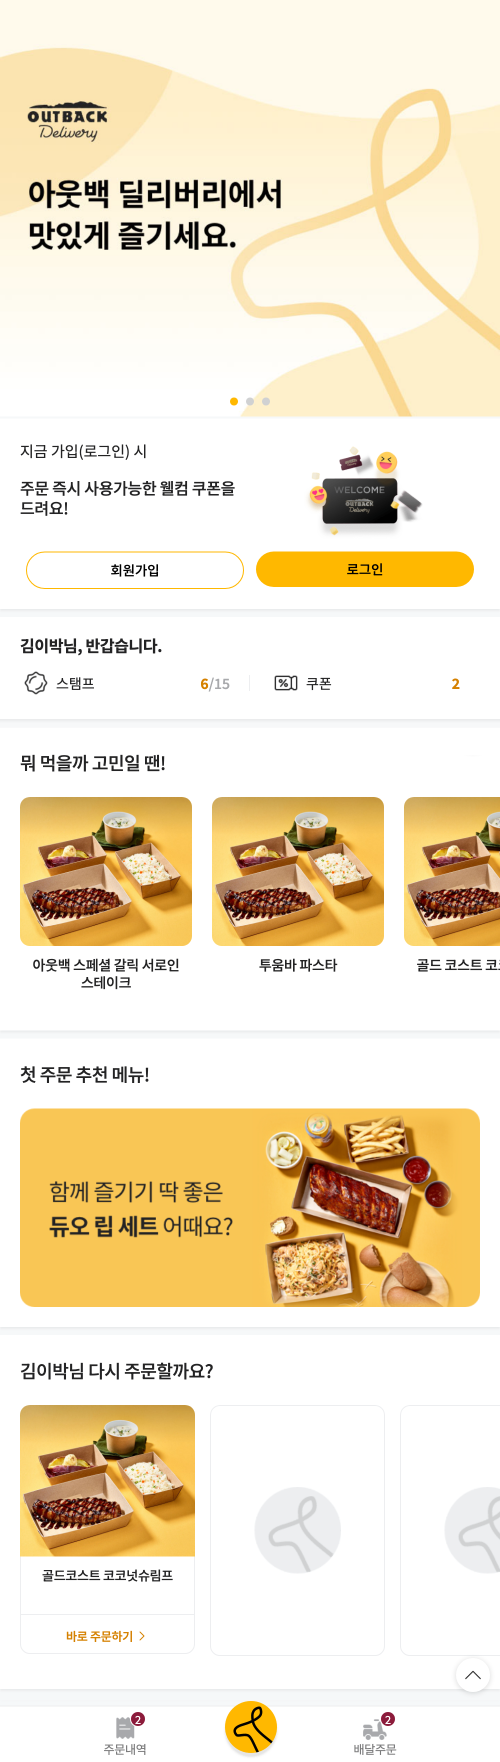 OUTBACK
Delivery
아웃백 딜리버리에서
맛있게 즐기세요.
지금 가입(로그인) 시
주문 즉시 사용가능한 웰컴 쿠폰을
드려요!
WELCOME
OUTBACK
Delivery
회원가입
로그인
김이박님, 반갑습니다.
스탬프
6/15
쿠폰
2
뭐 먹을까 고민일 땐!
아웃백 스페셜 갈릭 서로인
스테이크
투움바 파스타
골드 코스트 코
첫 주문 추천 메뉴!
함께 즐기기 딱 좋은
듀오 립 세트 어때요?
김이박님 다시 주문할까요?
골드코스트 코코넛슈림프
바로 주문하기 >
2
주문내역
2
배달주문